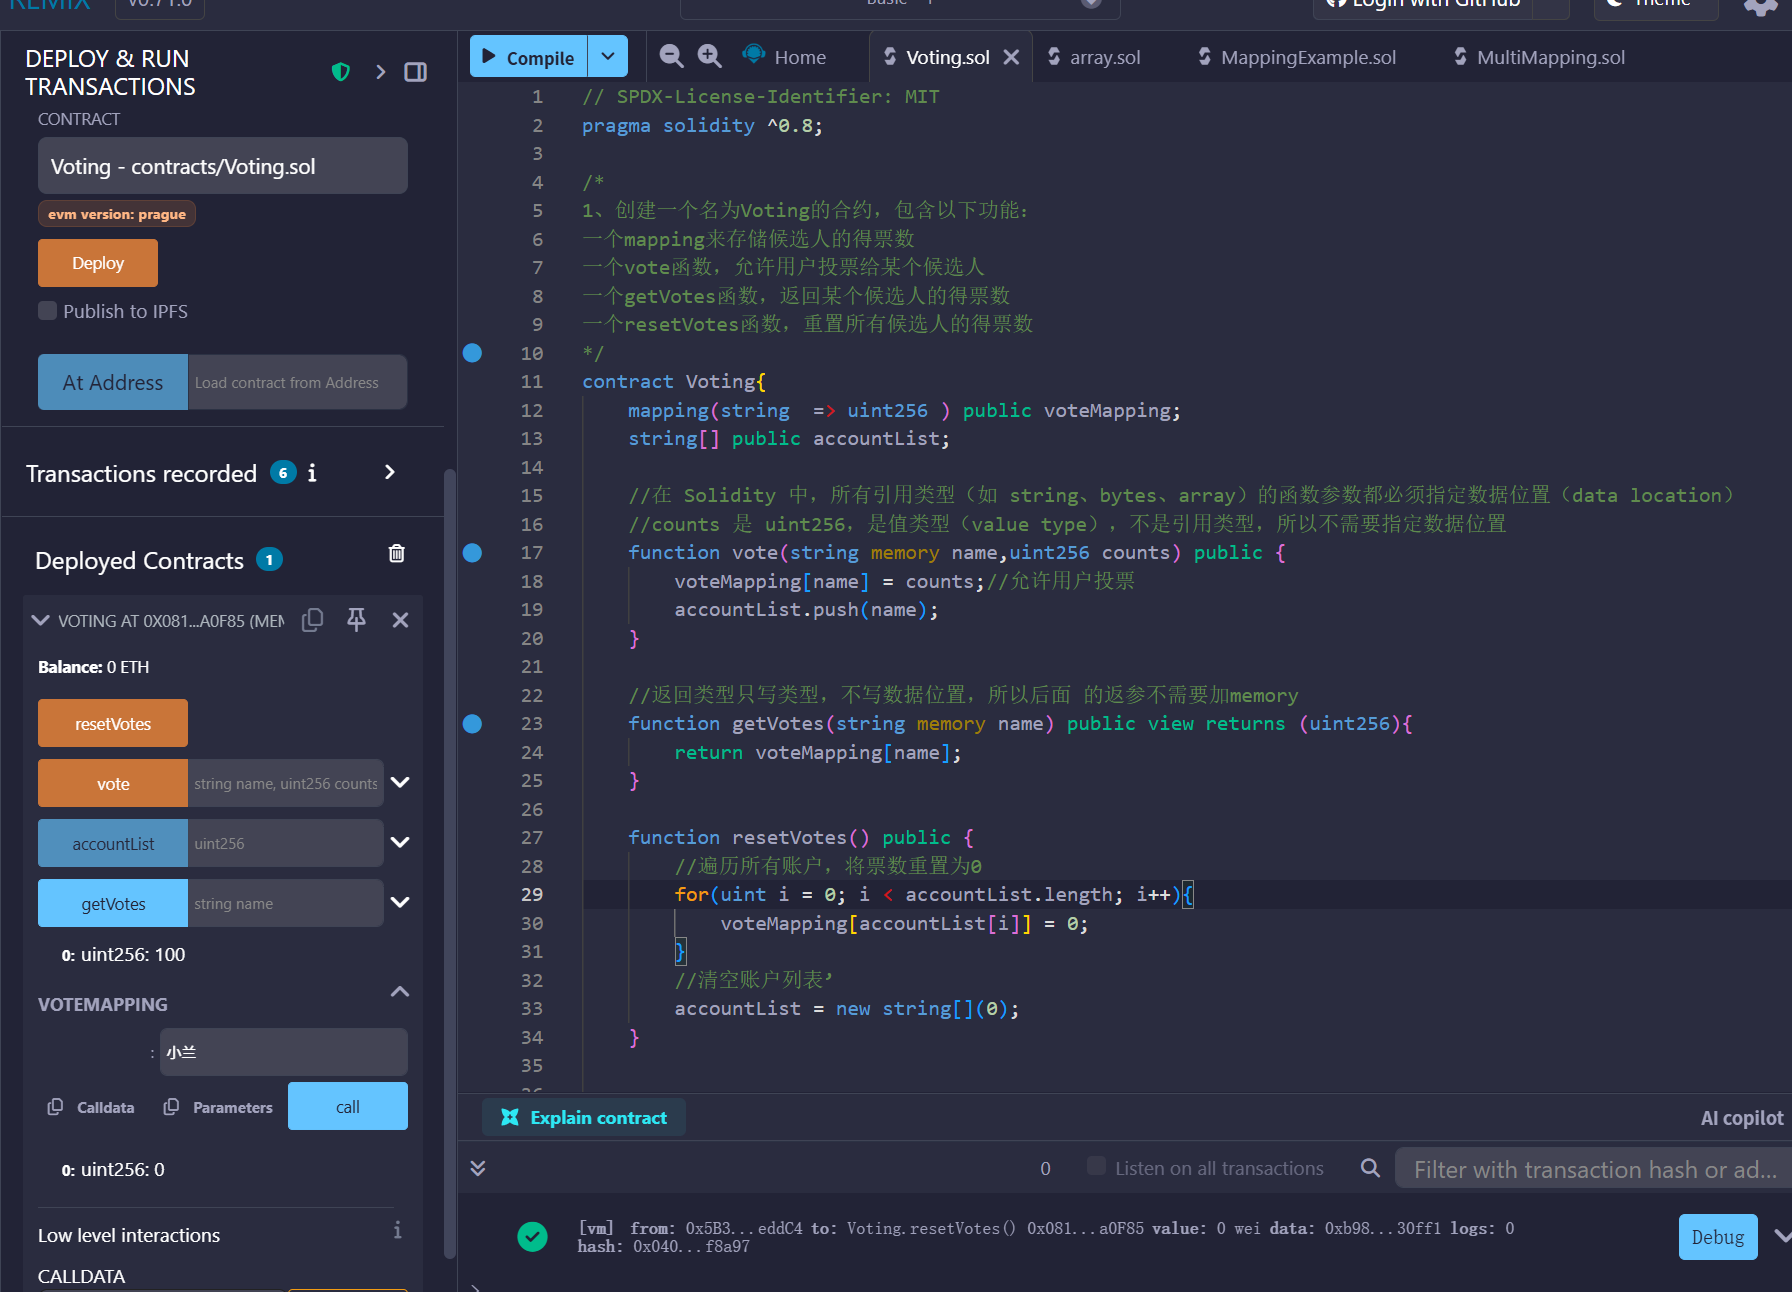 REMIX
v0.71.0
Login with GitHub
Theme
DEPLOY & RUN
TRANSACTIONS
CONTRACT
Voting - contracts/Voting.sol
evm version: prague
Deploy
Publish to IPFS
At Address
Load contract from Address
Transactions recorded 6 i
Deployed Contracts 1
VOTING AT 0X081...A0F85 (MEM
Balance: 0 ETH
resetVotes
vote
string name, uint256 counts
accountList
uint256
getVotes
string name
0: uint256: 100
VOTEMAPPING
: 小兰
Calldata
Parameters
call
0: uint256: 0
Low level interactions
i
CALLDATA
Compile
Home
Voting.sol
array.sol
MappingExample.sol
MultiMapping.sol
1 // SPDX-License-Identifier: MIT
2 pragma solidity ^0.8;
3
4 /*
5 1、创建一个名为Voting的合约，包含以下功能：
6 一个mapping来存储候选人的得票数
7 一个vote函数，允许用户投票给某个候选人
8 一个getVotes函数，返回某个候选人的得票数
9 一个resetVotes函数，重置所有候选人的得票数
10 */
11 contract Voting{
12 mapping(string  => uint256 ) public voteMapping;
13 string[] public accountList;
14
15 //在 Solidity 中，所有引用类型（如 string、bytes、array）的函数参数都必须指定数据位置（data location）
16 //counts 是 uint256，是值类型（value type），不是引用类型，所以不需要指定数据位置
17 function vote(string memory name,uint256 counts) public {
18 voteMapping[name] = counts;//允许用户投票
19 accountList.push(name);
20 }
21
22 //返回类型只写类型，不写数据位置，所以后面 的返参不需要加memory
23 function getVotes(string memory name) public view returns (uint256){
24 return voteMapping[name];
25 }
26
27 function resetVotes() public {
28 //遍历所有账户，将票数重置为0
29 for(uint i = 0; i < accountList.length; i++){
30 voteMapping[accountList[i]] = 0;
31 }
32 //清空账户列表，
33 accountList = new string[](0);
34 }
35
Explain contract
AI copilot
0
Listen on all transactions
Filter with transaction hash or ad...
[vm] from: 0x5B3...eddC4 to: Voting.resetVotes() 0x081...a0F85 value: 0 wei data: 0xb98...30ff1 logs: 0
hash: 0x040...f8a97
Debug